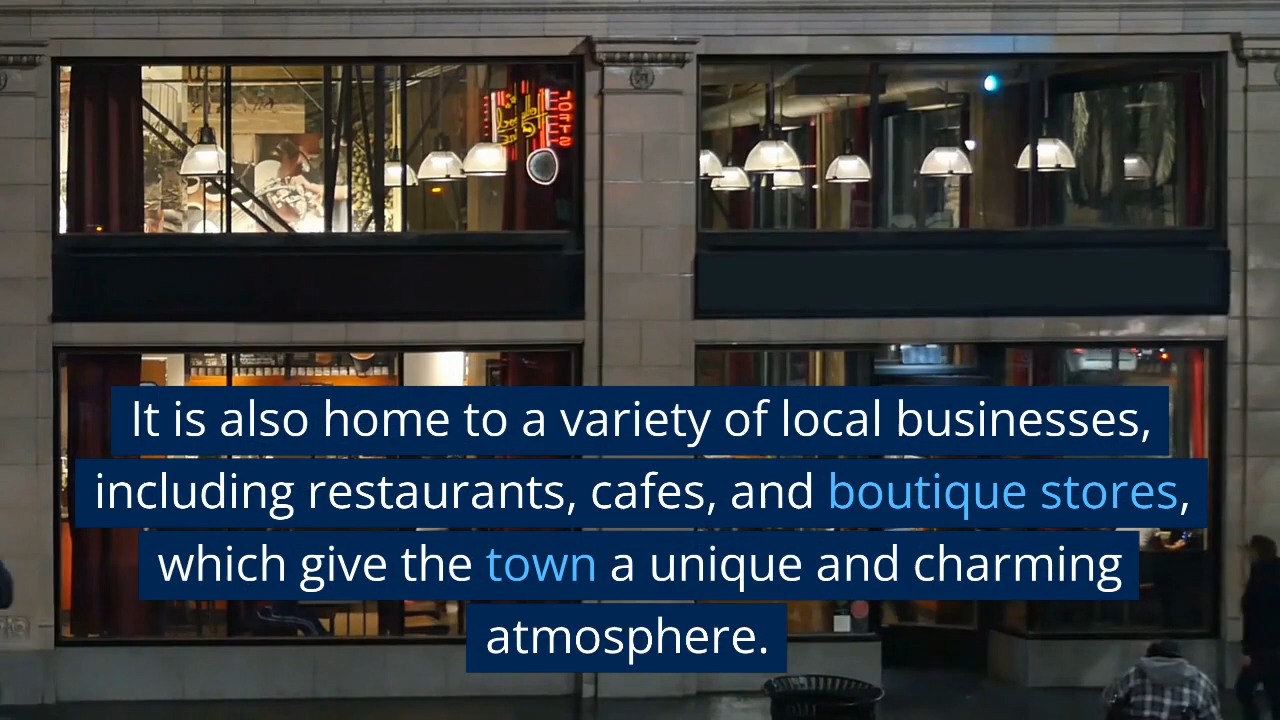 It is also home to a variety of local businesses,
including restaurants, cafes, and boutique stores,
which give the town a unique and charming
atmosphere.